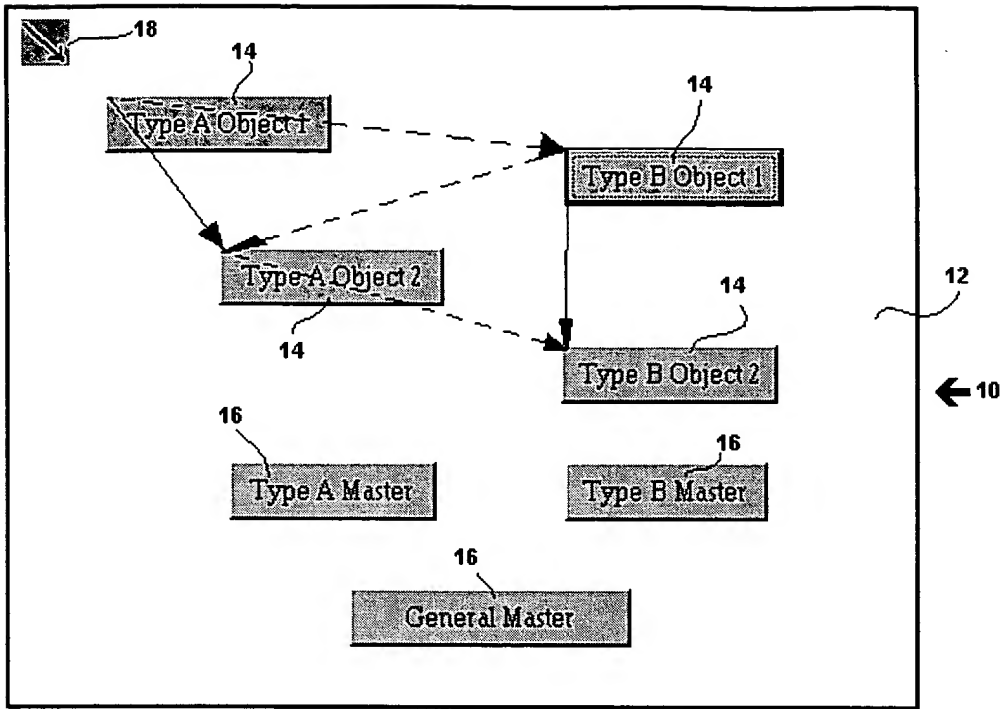 18
14
14
Type A Object 1
Type B Object 1
Type A Object 2
12
14
14
Type B Object 2
10
16
16
Type A Master
Type B Master
16
General Master